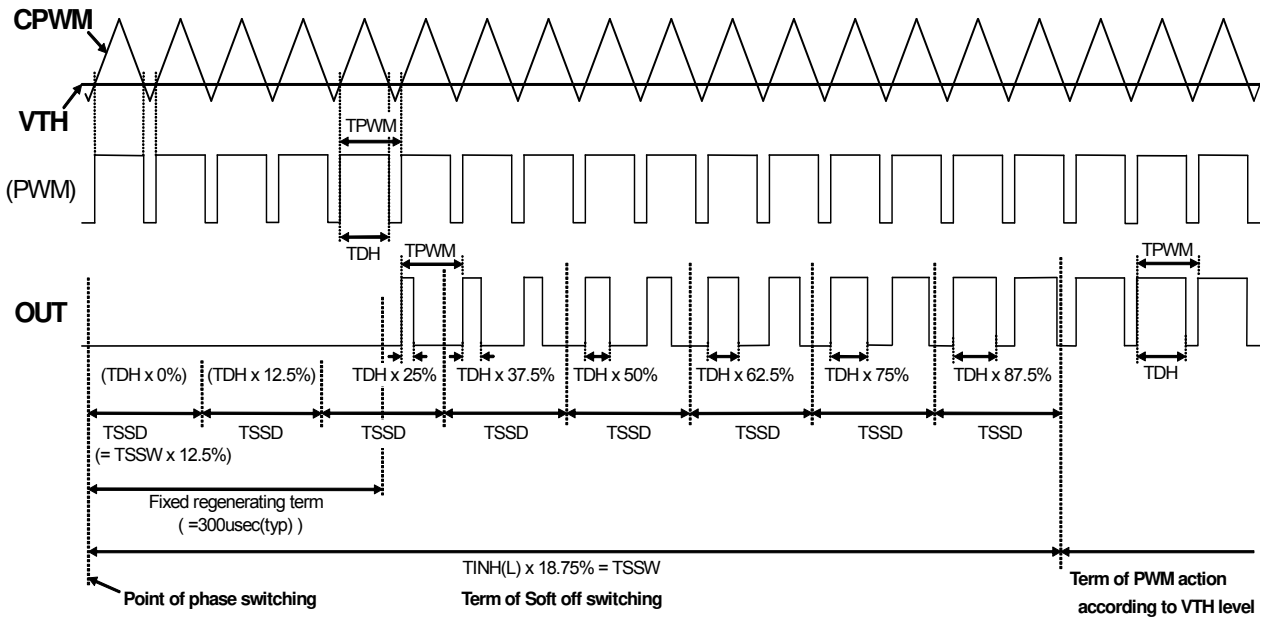 CPWM
VTH
TPWM
(PWM)
TDH
TPWM
TPWM
OUT
(TDH x 0%) (TDH x 12.5%) TDH x 25% TDH x 37.5% TDH x 50% TDH x 62.5% TDH x 75% TDH x 87.5% TDH
TSSD TSSD TSSD TSSD TSSD TSSD TSSD TSSD
(= TSSW x 12.5%)
Fixed regenerating term
( =300usec(typ) )
TINH(L) x 18.75% = TSSW
Point of phase switching
Term of Soft off switching
Term of PWM action
according to VTH level